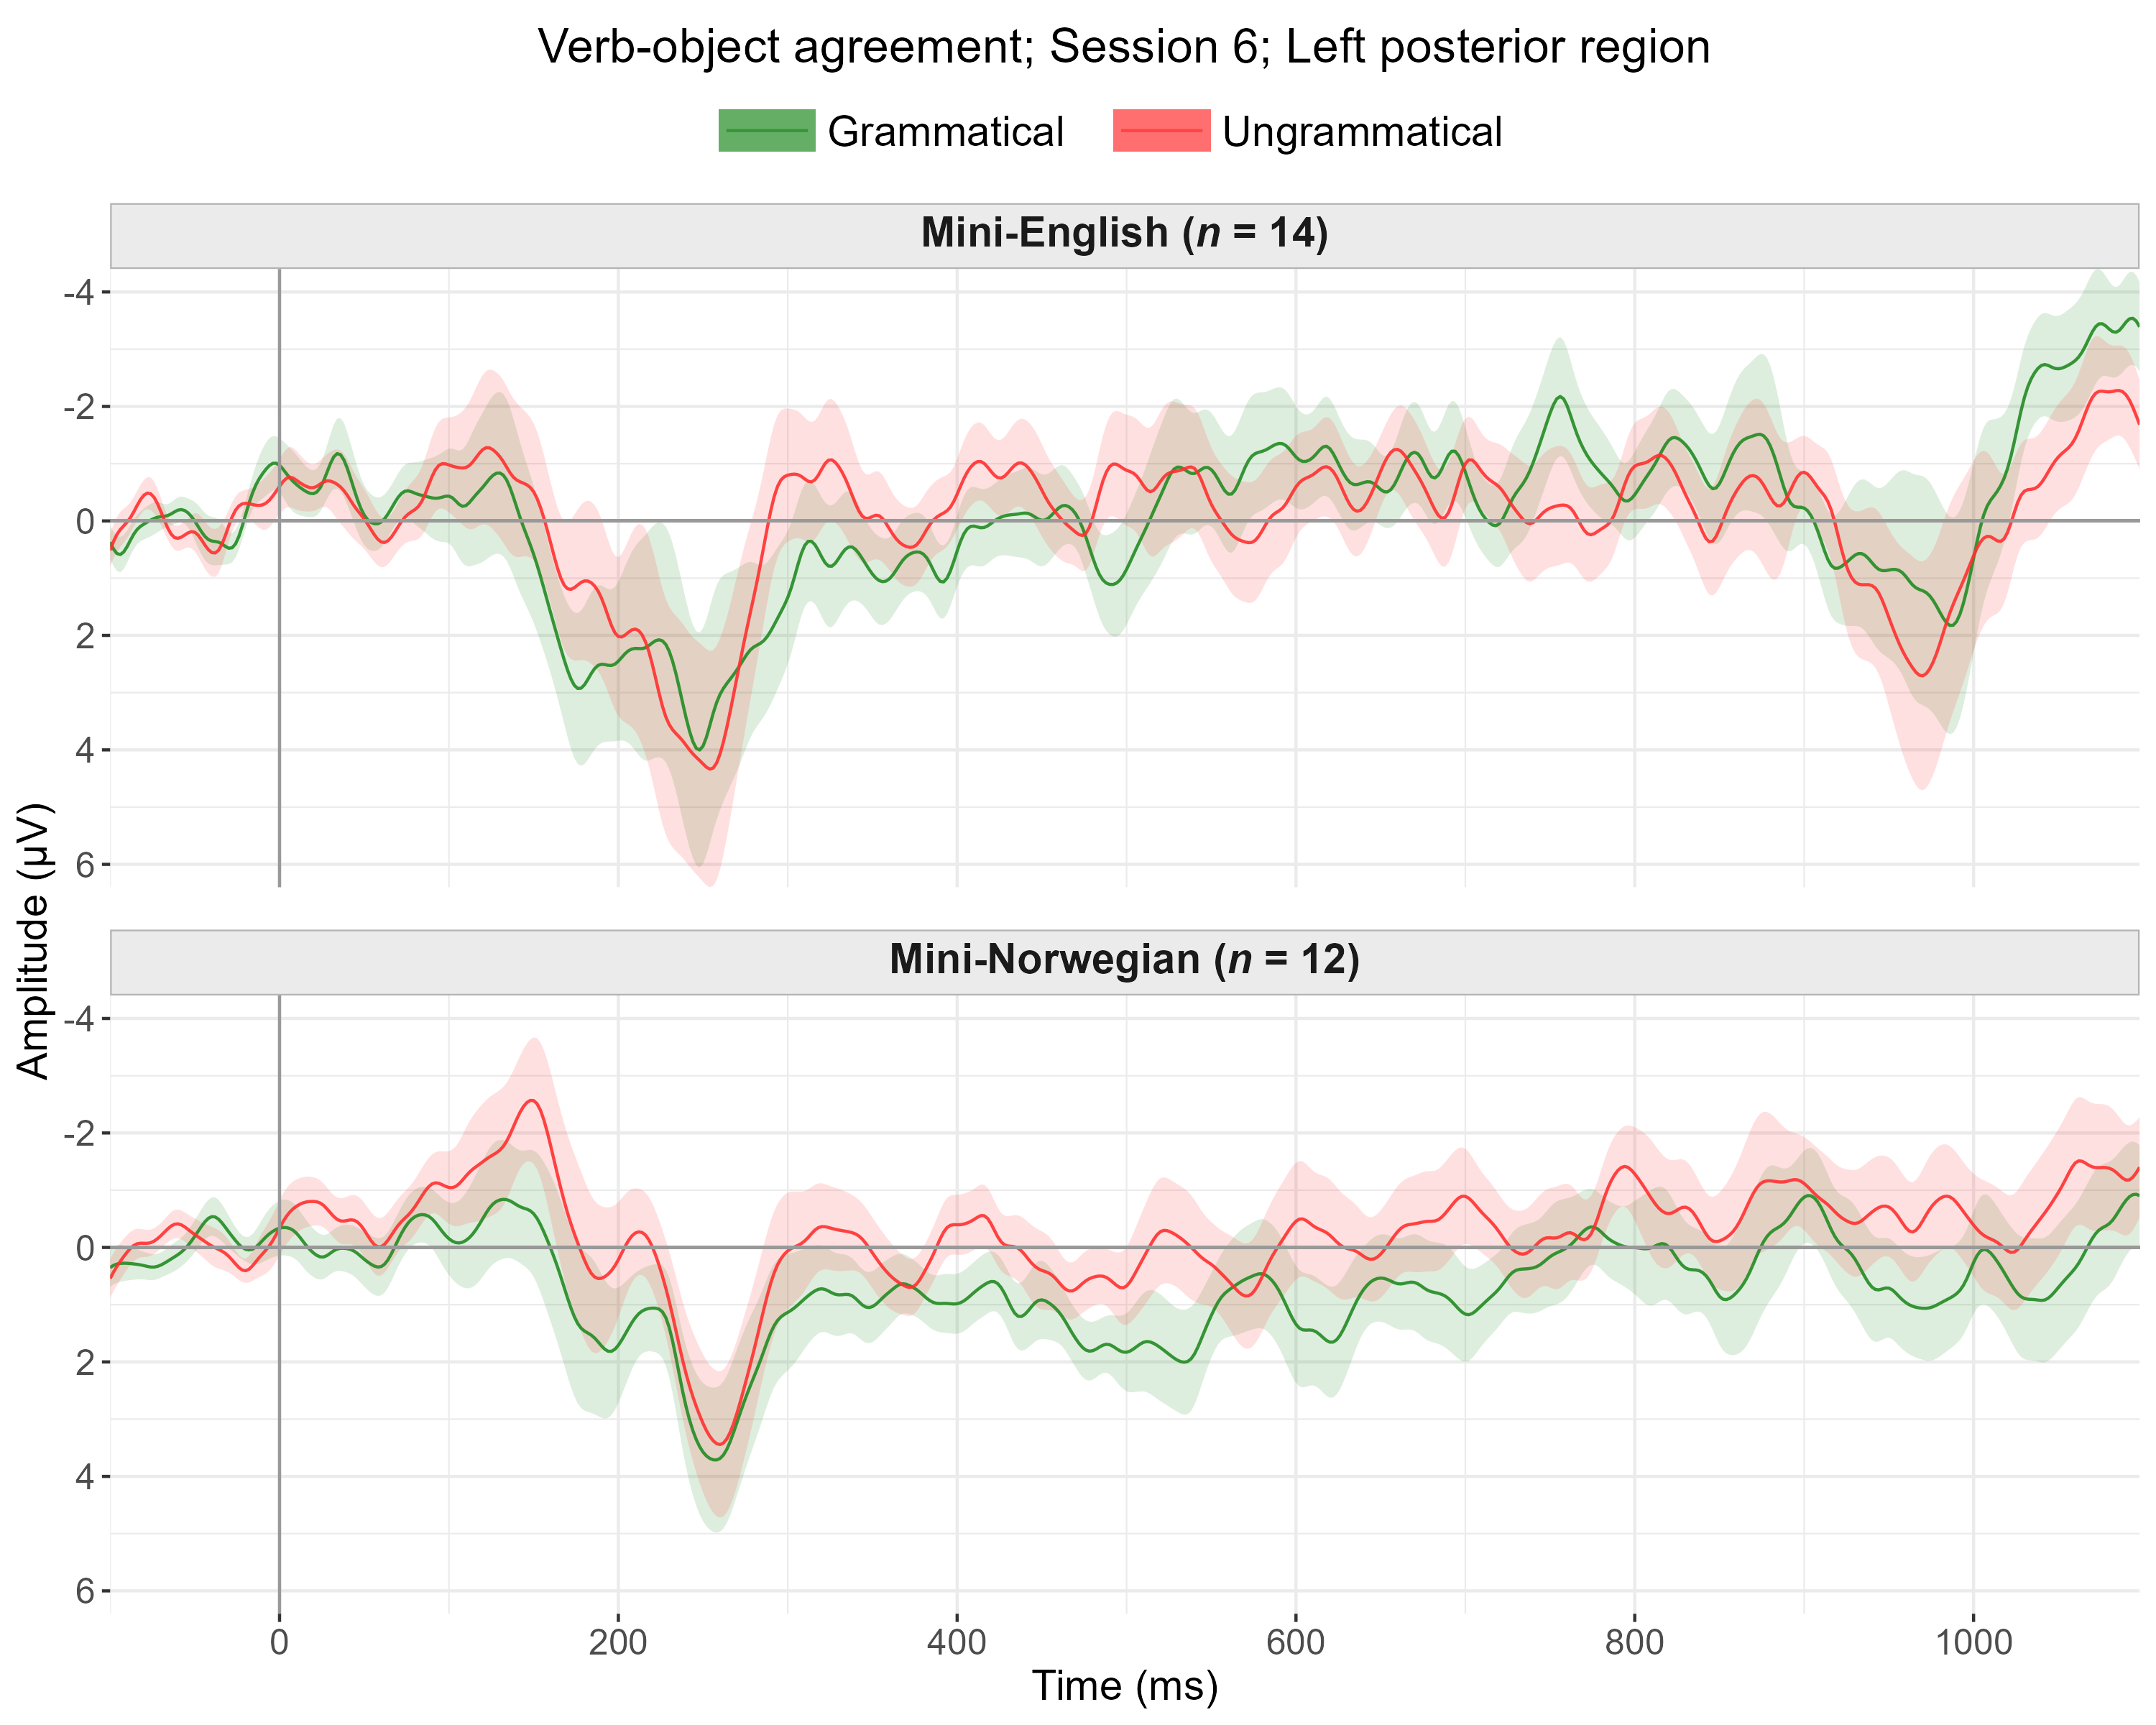 Verb-object agreement; Session 6; Left posterior region
Grammatical Ungrammatical
Mini-English (n = 14)
-4
-2
0
2
4
6
Mini-Norwegian (n = 12)
-4
-2
0
2
4
6
0 200 400 600 800 1000
Time (ms)
Amplitude (µV)